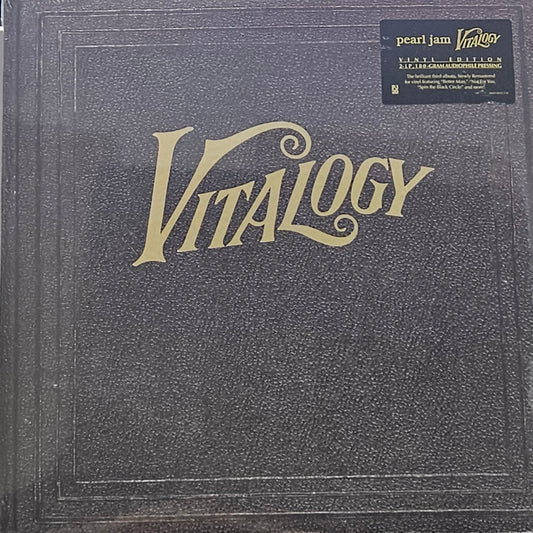 pearl jam VITALOGY
VINYL EDITION
2-LP, 180-GRAM AUDIOPHILE PRESSING
The brilliant third album, Newly Remastered
for vinyl featuring "Better Man," "Not For You,
"Spin the Black Circle" and more!
VITALOGY